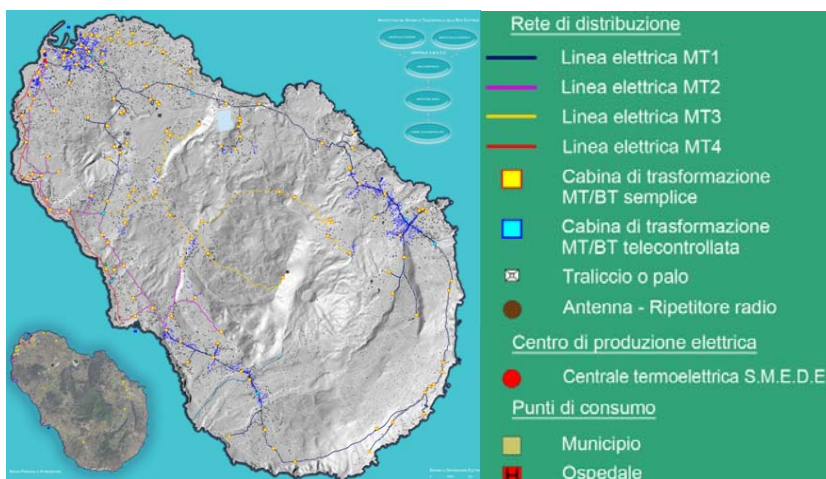 Rete di distribuzione
Linea elettrica MT1
Linea elettrica MT2
Linea elettrica MT3
Linea elettrica MT4
Cabina di trasformazione
MT/BT semplice
Cabina di trasformazione
MT/BT telecontrollata
Traliccio o palo
Antenna - Ripetitore radio
Centro di produzione elettrica
Centrale termoelettrica S.M.E.D.E
Punti di consumo
Municipio
H Ospedale